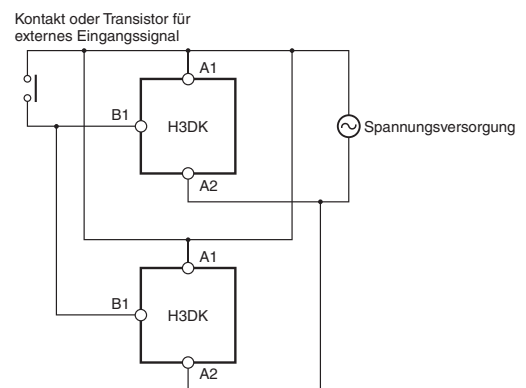 Kontakt oder Transistor für
externes Eingangssignal
A1
B1
H3DK
Spannungsversorgung
A2
A1
B1
H3DK
A2